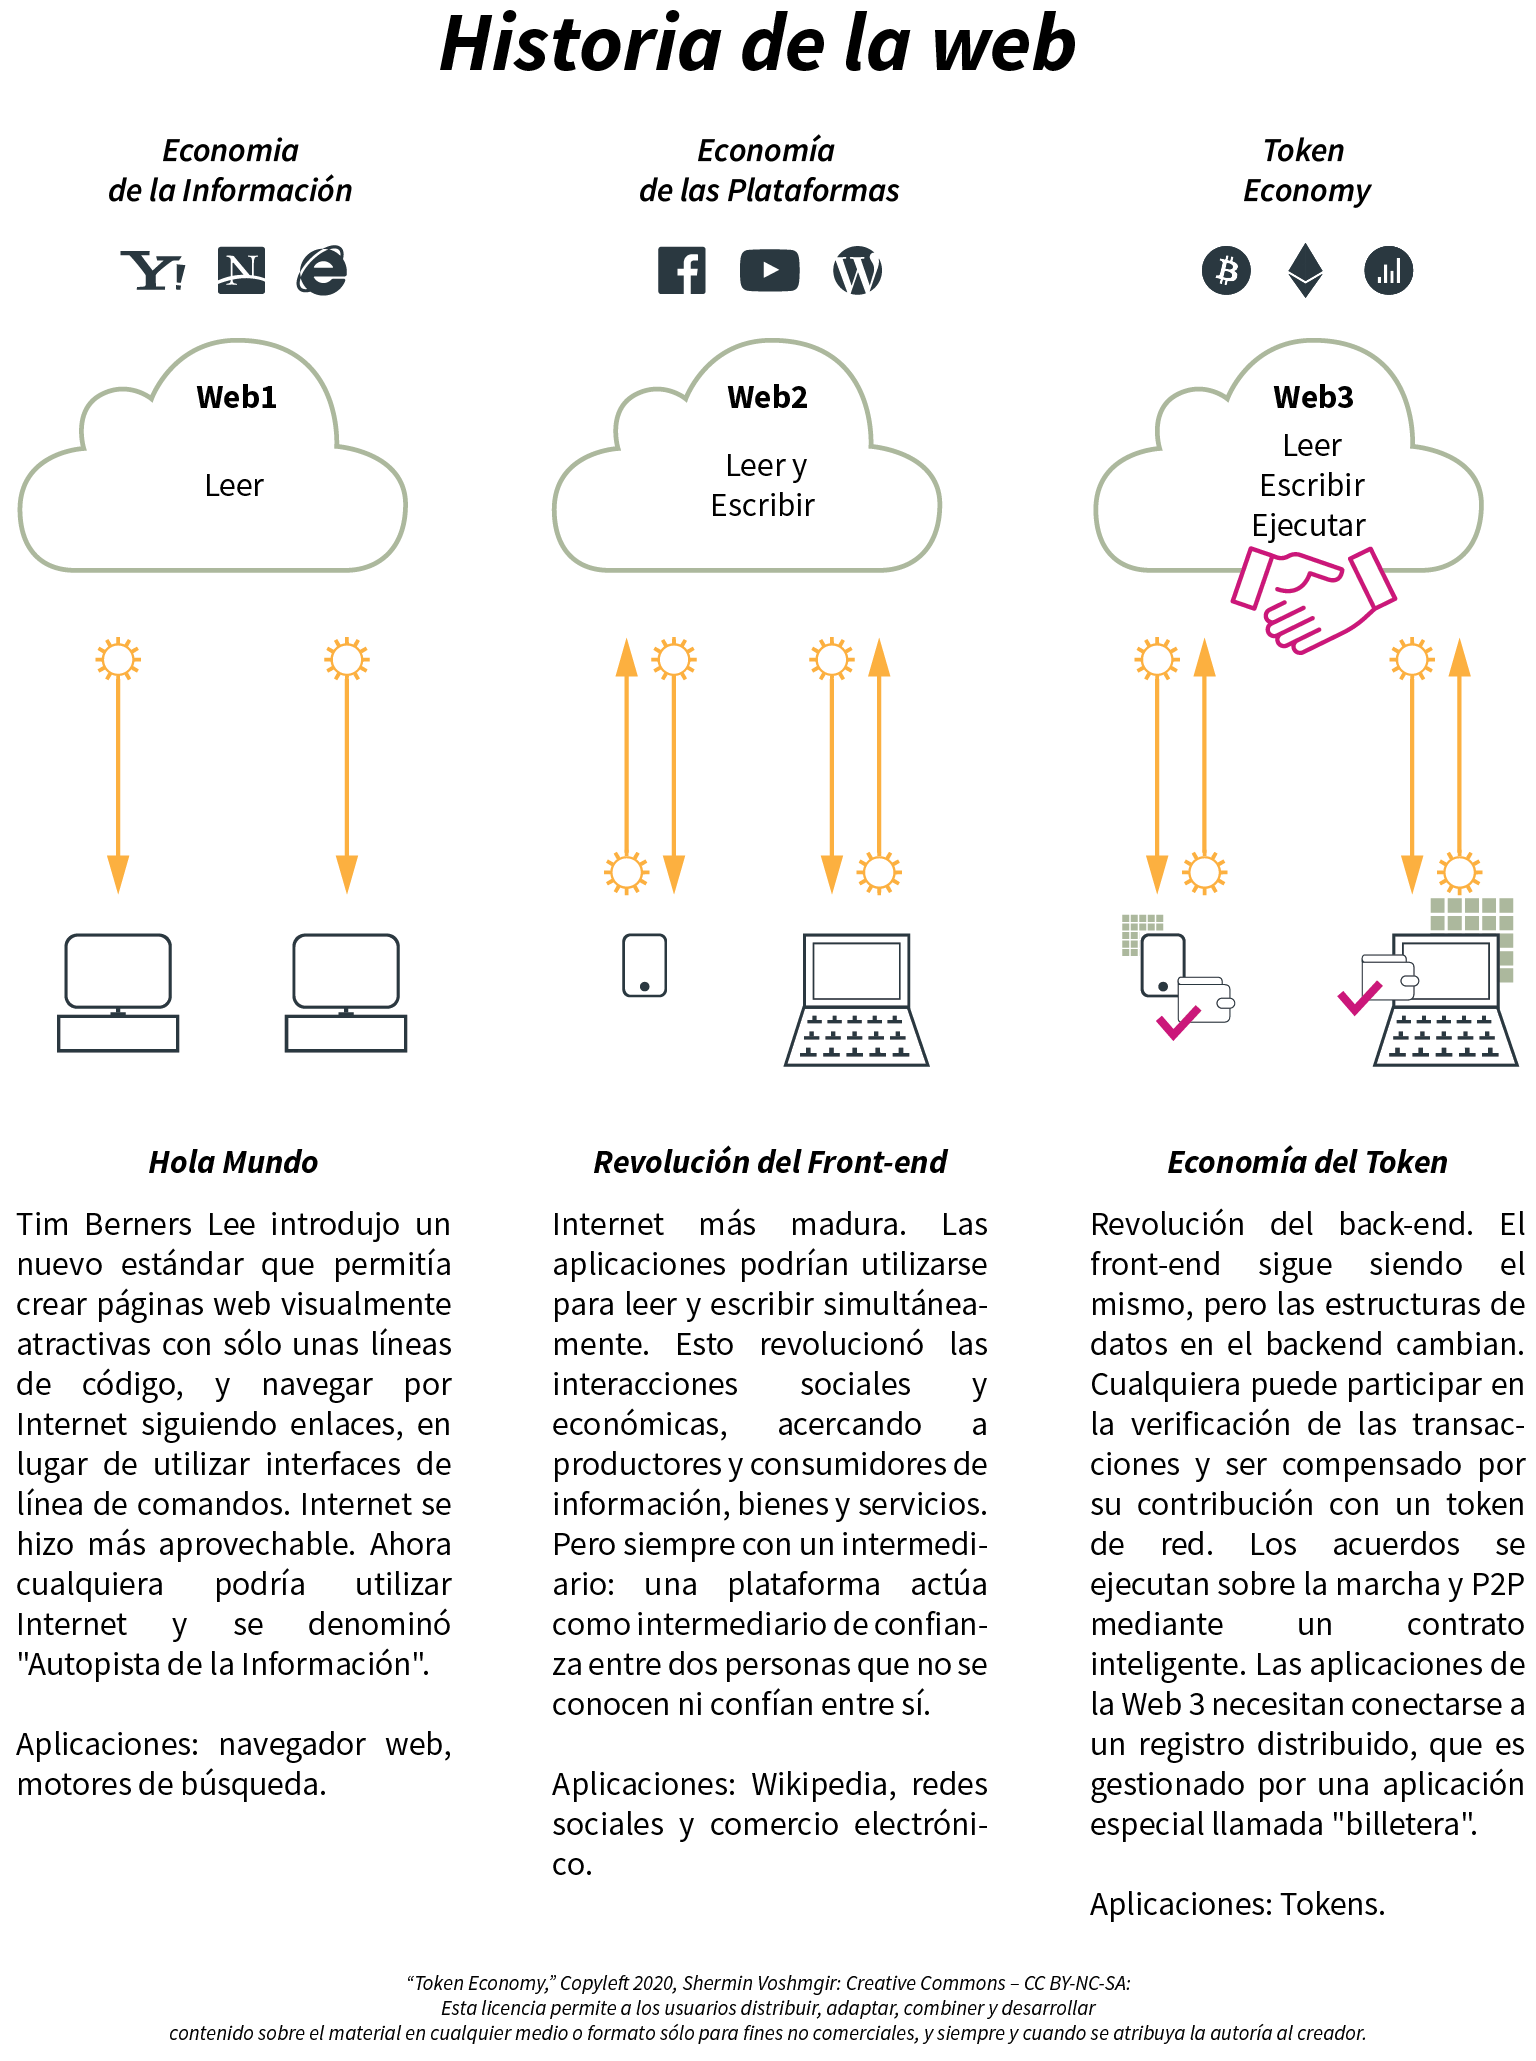 Historia de la web
Economia
de la Información
Economía
de las Plataformas
Token
Economy
Y!
N
e
f
W
Web1
Leer
Web2
Leer y
Escribir
Web3
Leer
Escribir
Ejecutar
Hola Mundo
Tim Berners Lee introdujo un
nuevo estándar que permitía
crear páginas web visualmente
atractivas con sólo unas líneas
de código, y navegar por
Internet siguiendo enlaces, en
lugar de utilizar interfaces de
línea de comandos. Internet se
hizo más aprovechable. Ahora
cualquiera podría utilizar
Internet y se denominó
"Autopista de la Información".
Aplicaciones: navegador web,
motores de búsqueda.
Revolución del Front-end
Internet más madura. Las
aplicaciones podrían utilizarse
para leer y escribir simultánea-
mente. Esto revolucionó las
interacciones sociales y
económicas, acercando a
productores y consumidores de
información, bienes y servicios.
Pero siempre con un intermedi-
ario: una plataforma actúa
como intermediario de confian-
za entre dos personas que no se
conocen ni confían entre sí.
Aplicaciones: Wikipedia, redes
sociales y comercio electróni-
co.
Economía del Token
Revolución del back-end. El
front-end sigue siendo el
mismo, pero las estructuras de
datos en el backend cambian.
Cualquiera puede participar en
la verificación de las transac-
ciones y ser compensado por
su contribución con un token
de red. Los acuerdos se
ejecutan sobre la marcha y P2P
mediante un contrato
inteligente. Las aplicaciones de
la Web 3 necesitan conectarse a
un registro distribuido, que es
gestionado por una aplicación
especial llamada "billetera".
Aplicaciones: Tokens.
“Token Economy,” Copyleft 2020, Shermin Voshmgir: Creative Commons – CC BY-NC-SA:
Esta licencia permite a los usuarios distribuir, adaptar, combiner y desarrollar
contenido sobre el material en cualquier medio o formato sólo para fines no comerciales, y siempre y cuando se atribuya la autoría al creador.